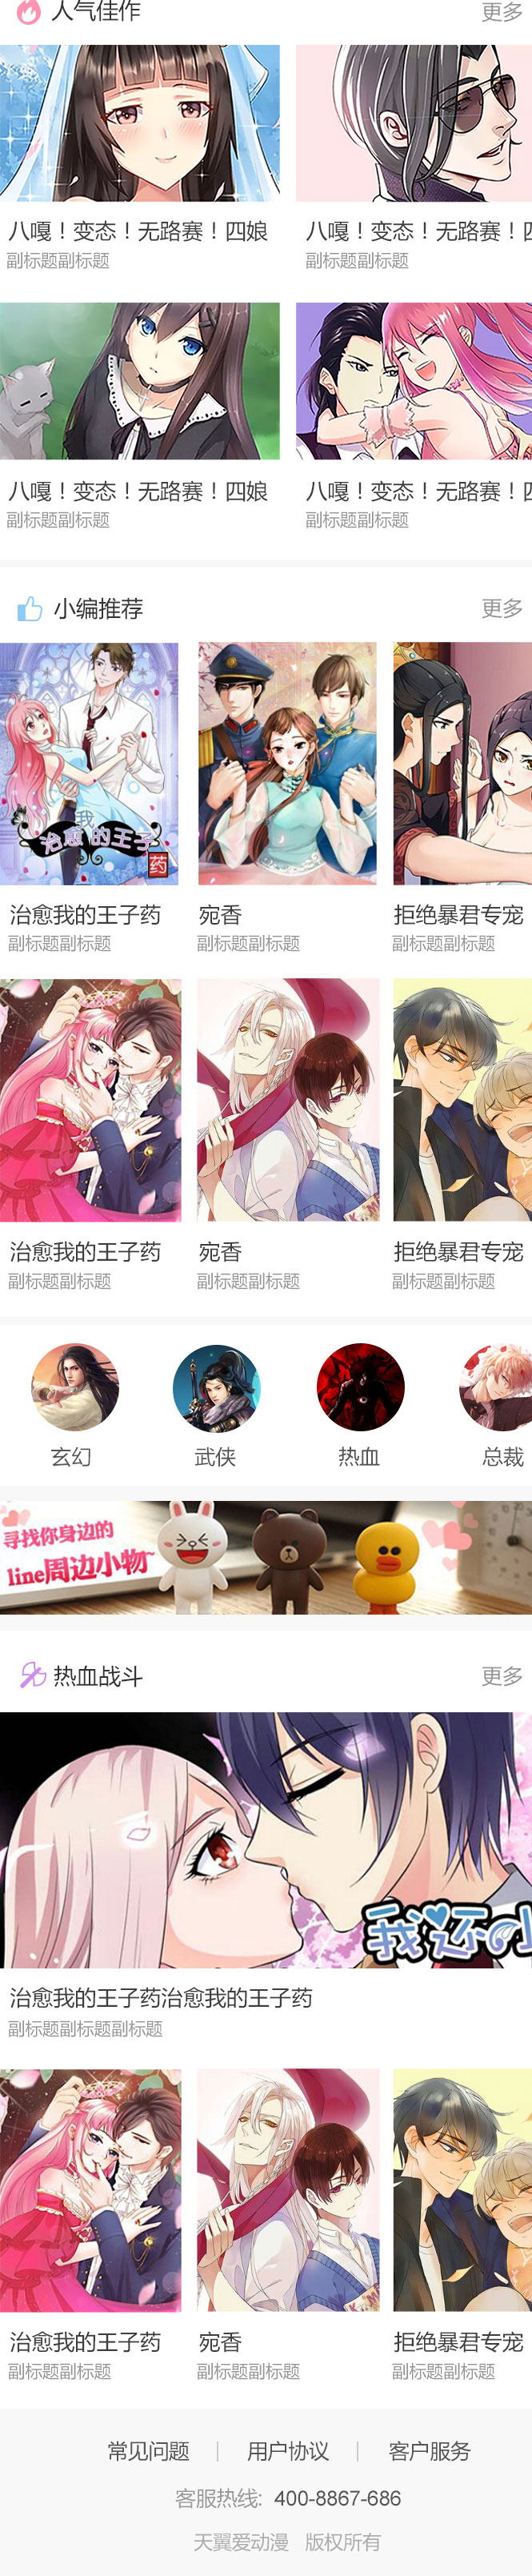 人气佳作
更多
八嘎！变态！无路赛！四娘
八嘎！变态！无路赛！
副标题副标题
副标题副标题
八嘎！变态！无路赛！四娘
八嘎！变态！无路赛！
副标题副标题
副标题副标题
小编推荐
更多
治愈我的王子
药
治愈我的王子药
宛香
拒绝暴君专宠
副标题副标题
副标题副标题
副标题副标题
治愈我的王子药
宛香
拒绝暴君专宠
副标题副标题
副标题副标题
副标题副标题
玄幻
武侠
热血
总裁
寻找你身边的
line周边小物~
热血战斗
更多
我还
治愈我的王子药治愈我的王子药
副标题副标题副标题
治愈我的王子药
宛香
拒绝暴君专宠
副标题副标题
副标题副标题
副标题副标题
常见问题 | 用户协议 | 客户服务
客服热线: 400-8867-686
天翼爱动漫 版权所有